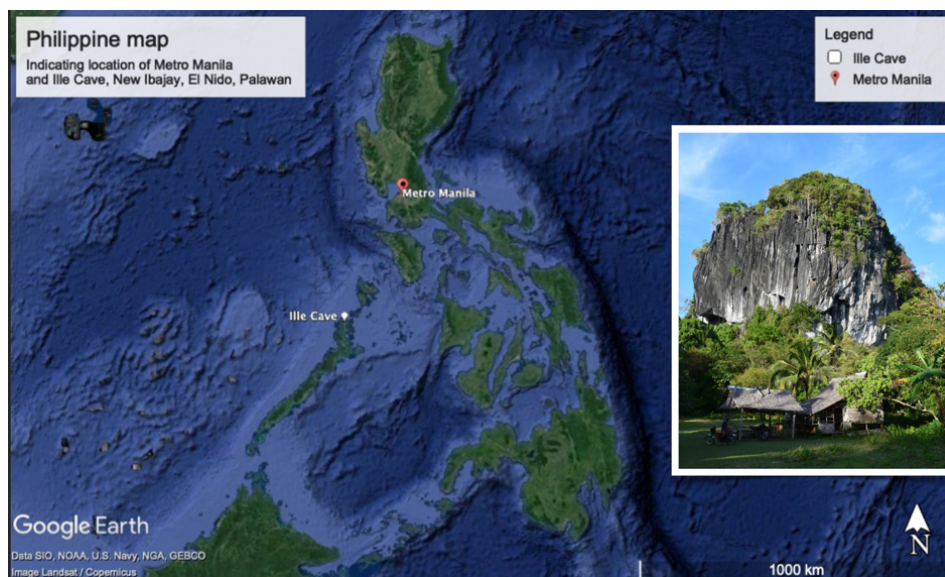 Philippine map
Indicating location of Metro Manila
and Ille Cave, New Ibajay, El Nido, Palawan
Legend
Ille Cave
Metro Manila
Metro Manila
Ille Cave
Google Earth
Data SIO, NOAA, U.S. Navy, NGA, GEBCO
Image Landsat / Copernicus
N
1000 km